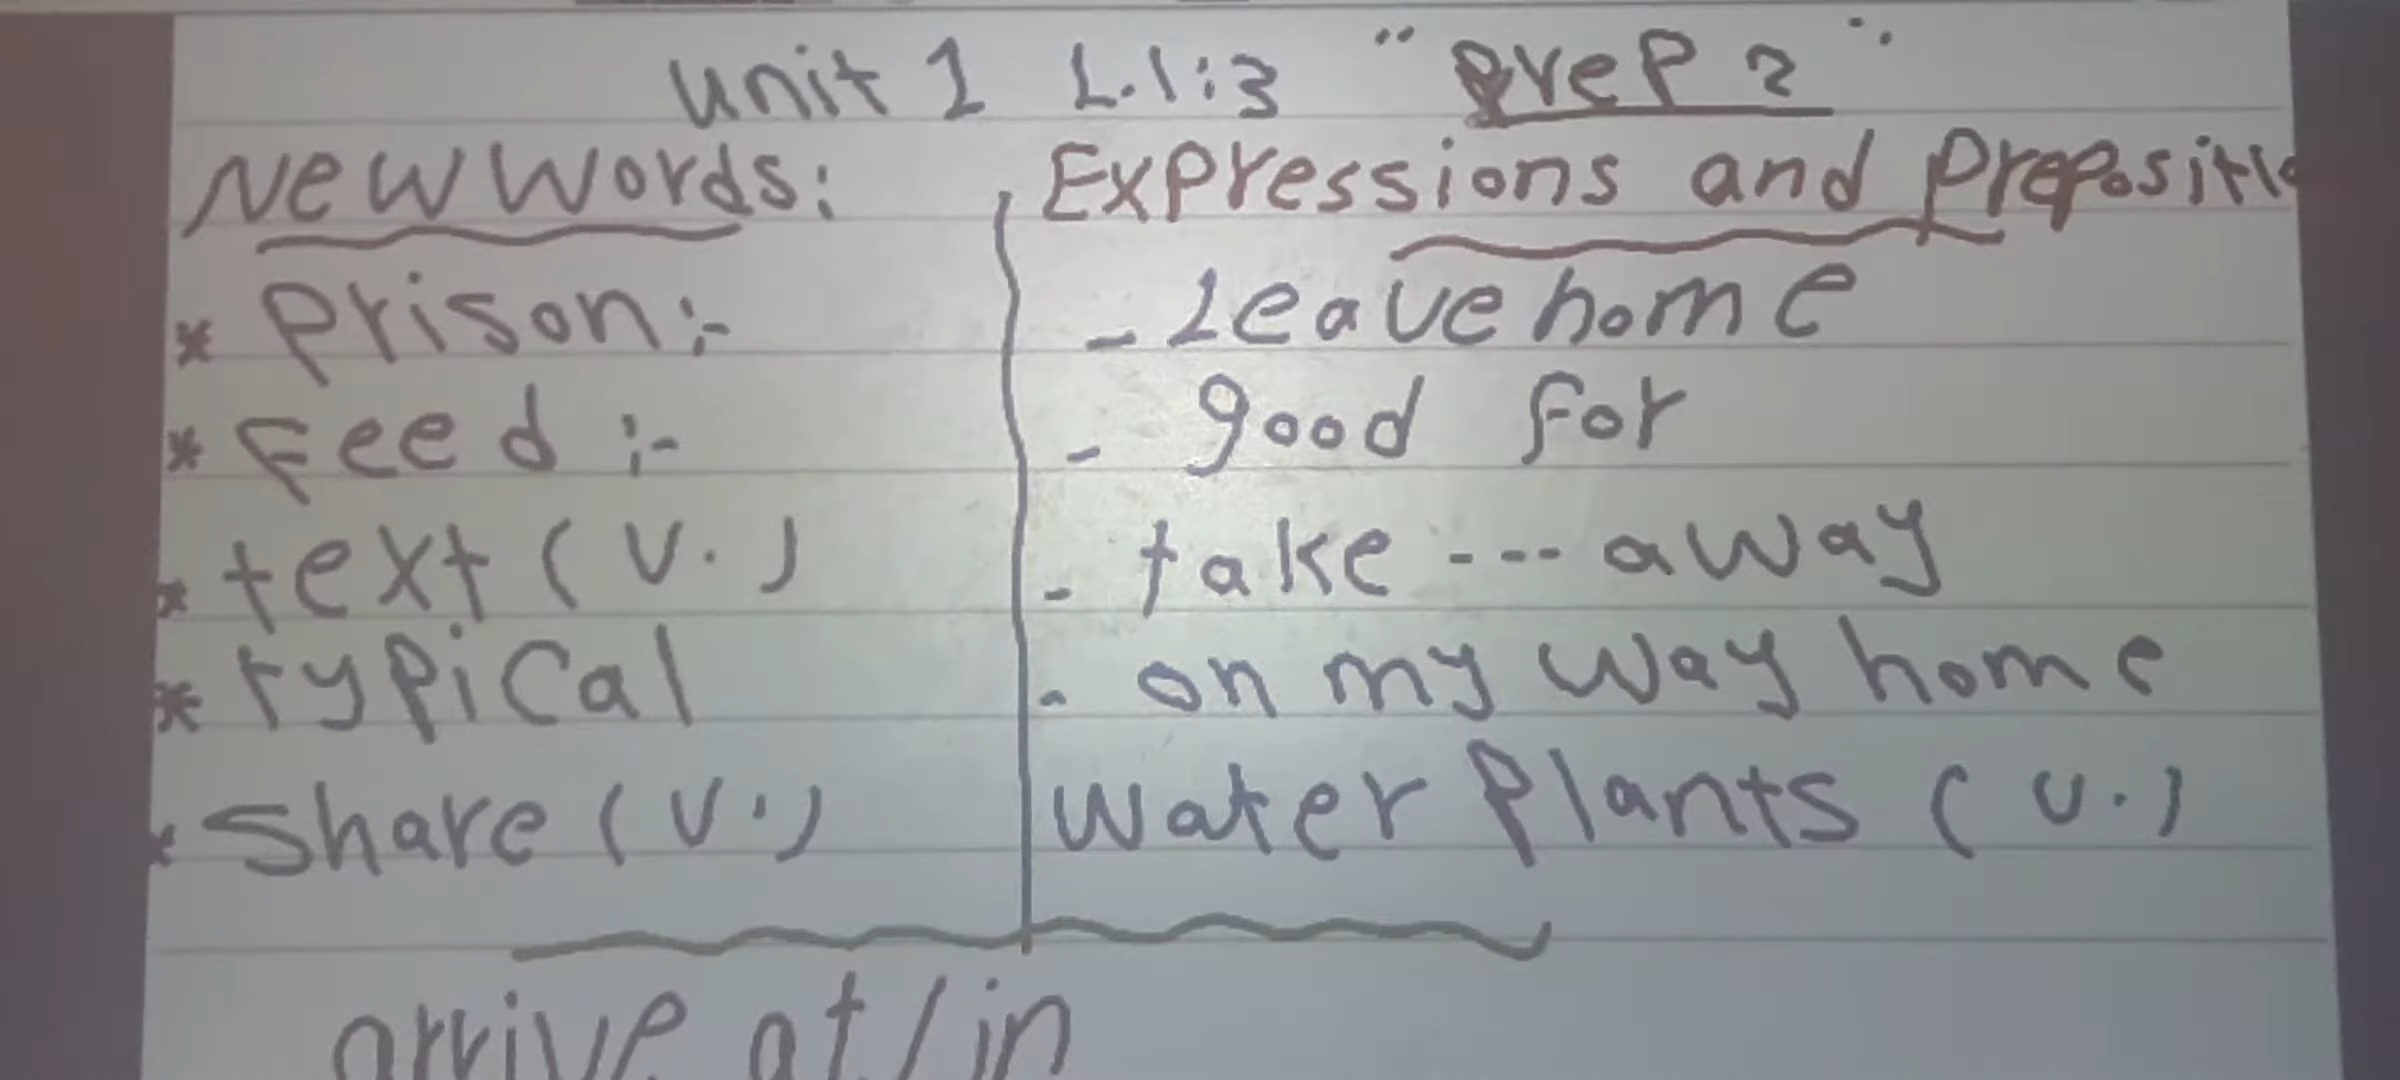 unit 1 L.1:3 "Prep 2"
New Words:
* Prison:-
* Feed :-
* text (v.)
* typical
* Share (v.)
Expressions and Prepositio
- Leave home
- good for
- take --- away
- on my way home
water Plants (v.)
arrive at / in